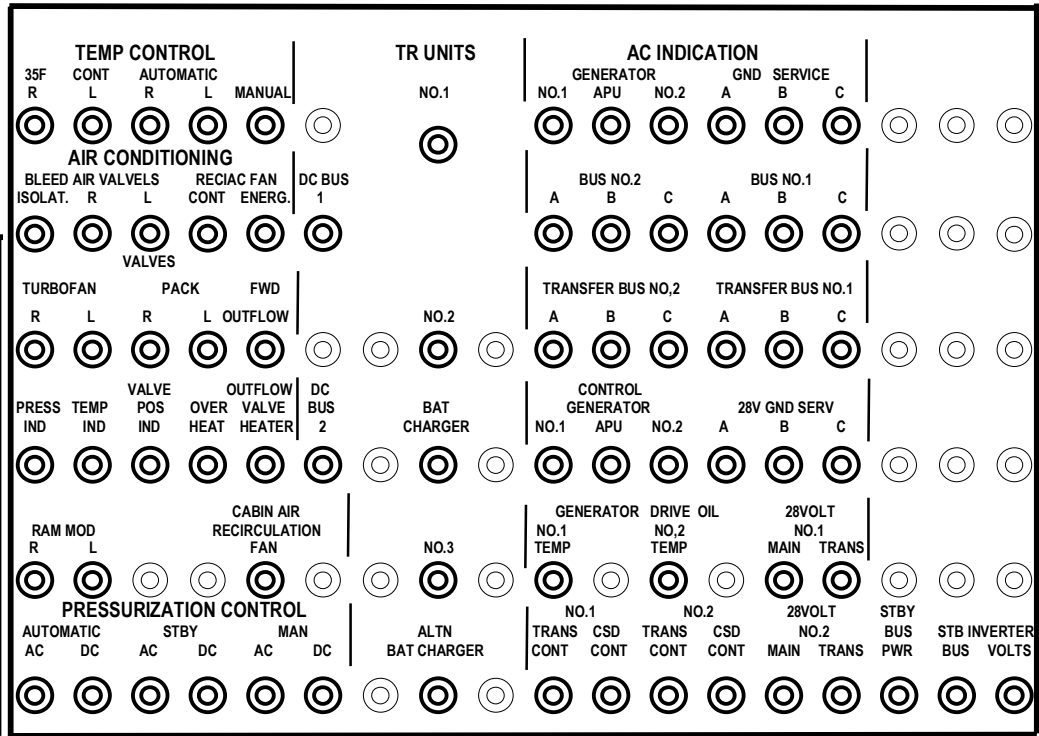 TEMP CONTROL TR UNITS AC INDICATION
35F CONT AUTOMATIC GENERATOR GND SERVICE
R L R L MANUAL NO.1 NO.1 APU NO.2 A B C
AIR CONDITIONING
BLEED AIR VALVELS RECIAC FAN DC BUS BUS NO.2 BUS NO.1
ISOLAT. R L CONT ENERG. 1 A B C A B C
VALVES
TURBOFAN PACK FWD TRANSFER BUS NO,2 TRANSFER BUS NO.1
R L R L OUTFLOW NO.2 A B C A B C
VALVE OUTFLOW DC CONTROL
PRESS TEMP POS OVER VALVE BUS BAT GENERATOR 28V GND SERV
IND IND IND HEAT HEATER 2 CHARGER NO.1 APU NO.2 A B C
CABIN AIR GENERATOR DRIVE OIL 28VOLT
RAM MOD RECIRCULATION NO.1 NO,2 NO.1
R L FAN NO.3 TEMP TEMP MAIN TRANS
PRESSURIZATION CONTROL NO.1 NO.2 28VOLT STBY
AUTOMATIC STBY MAN ALTN TRANS CSD TRANS CSD NO.2 BUS STB INVERTER
AC DC AC DC AC DC BAT CHARGER CONT CONT CONT CONT MAIN TRANS PWR BUS VOLTS